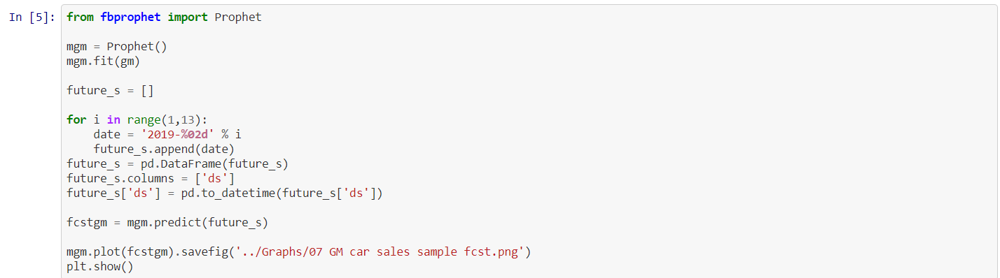 In [5]: from fbprophet import Prophet
mgm = Prophet()
mgm.fit(gm)
future_s = []
for i in range(1,13):
    date = '2019-%02d' % i
    future_s.append(date)
future_s = pd.DataFrame(future_s)
future_s.columns = ['ds']
future_s['ds'] = pd.to_datetime(future_s['ds'])
fcstgm = mgm.predict(future_s)
mgm.plot(fcstgm).savefig('../Graphs/07 GM car sales sample fcst.png')
plt.show()